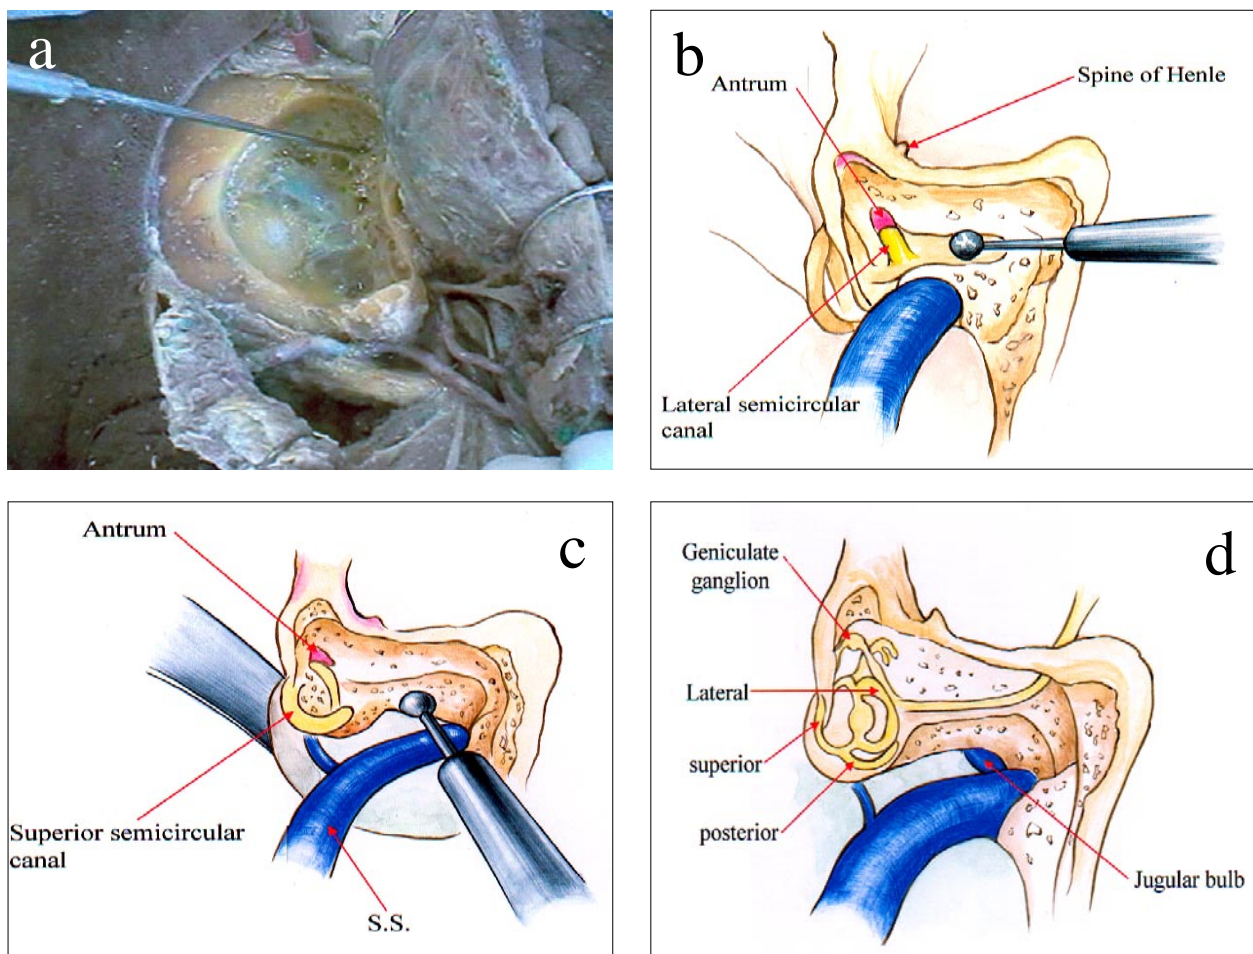 a
b
Antrum
Spine of Henle
Lateral semicircular
canal
c
Antrum
Superior semicircular
canal
S.S.
d
Geniculate
ganglion
Lateral
superior
posterior
Jugular bulb